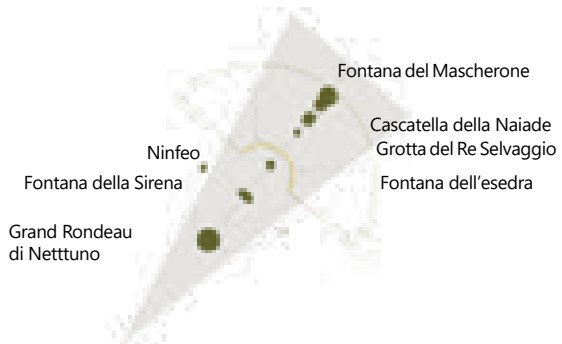 Fontana del Mascherone
Cascatella della Naiade
Grotta del Re Selvaggio
Ninfeo
Fontana della Sirena
Fontana dell'esedra
Grand Rondeau
di Netttuno